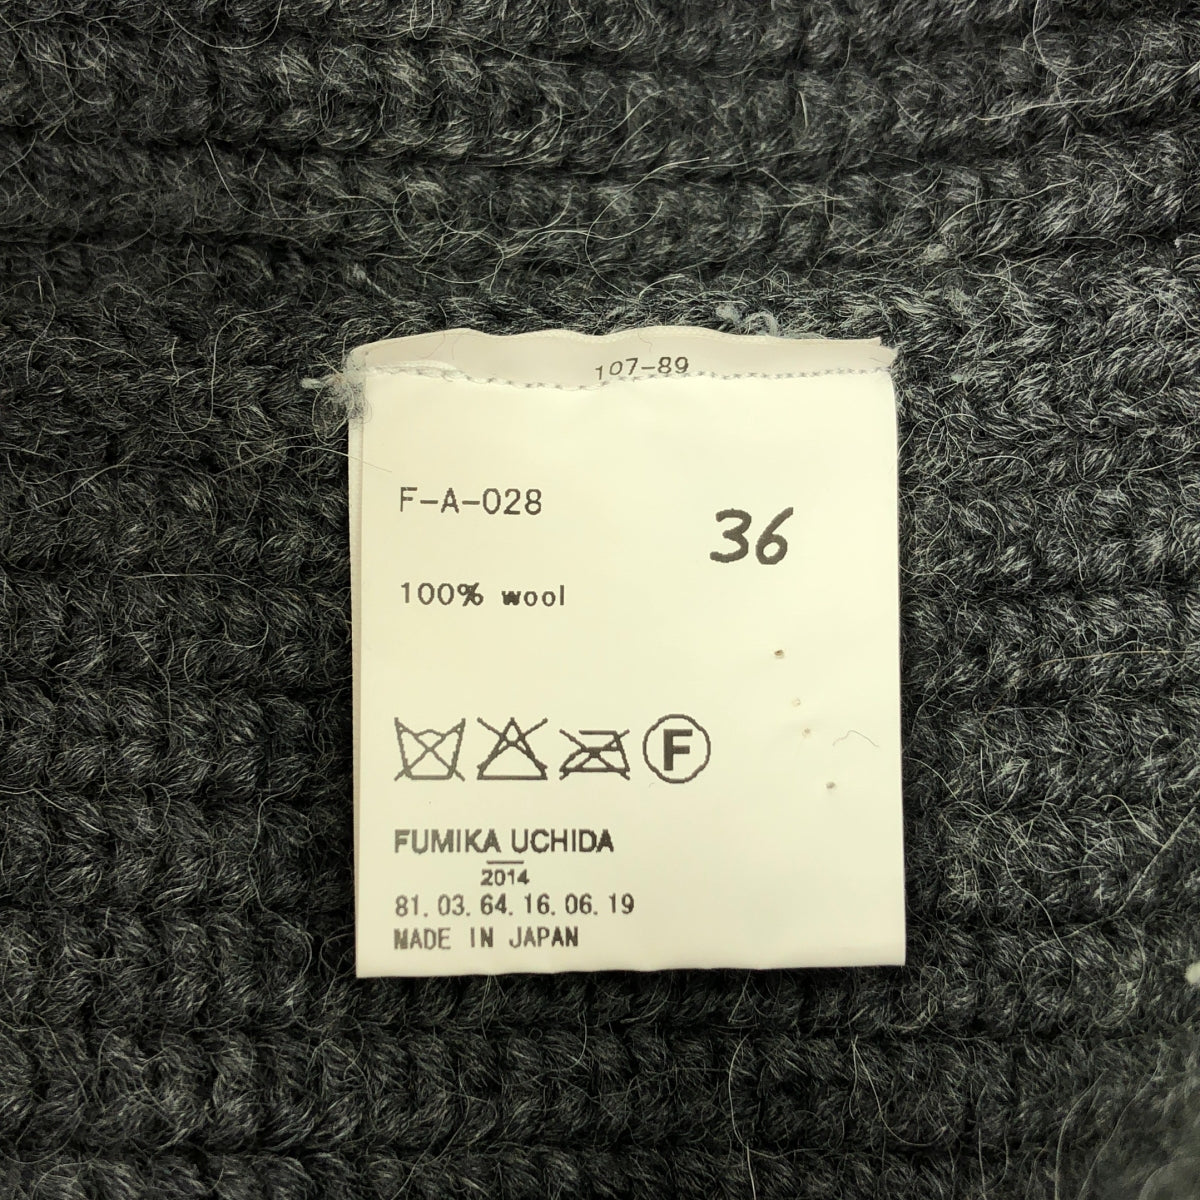 107-89
F-A-028
36
100% wool
F
FUMIKA UCHIDA
2014
81. 03. 64. 16. 06. 19
MADE IN JAPAN